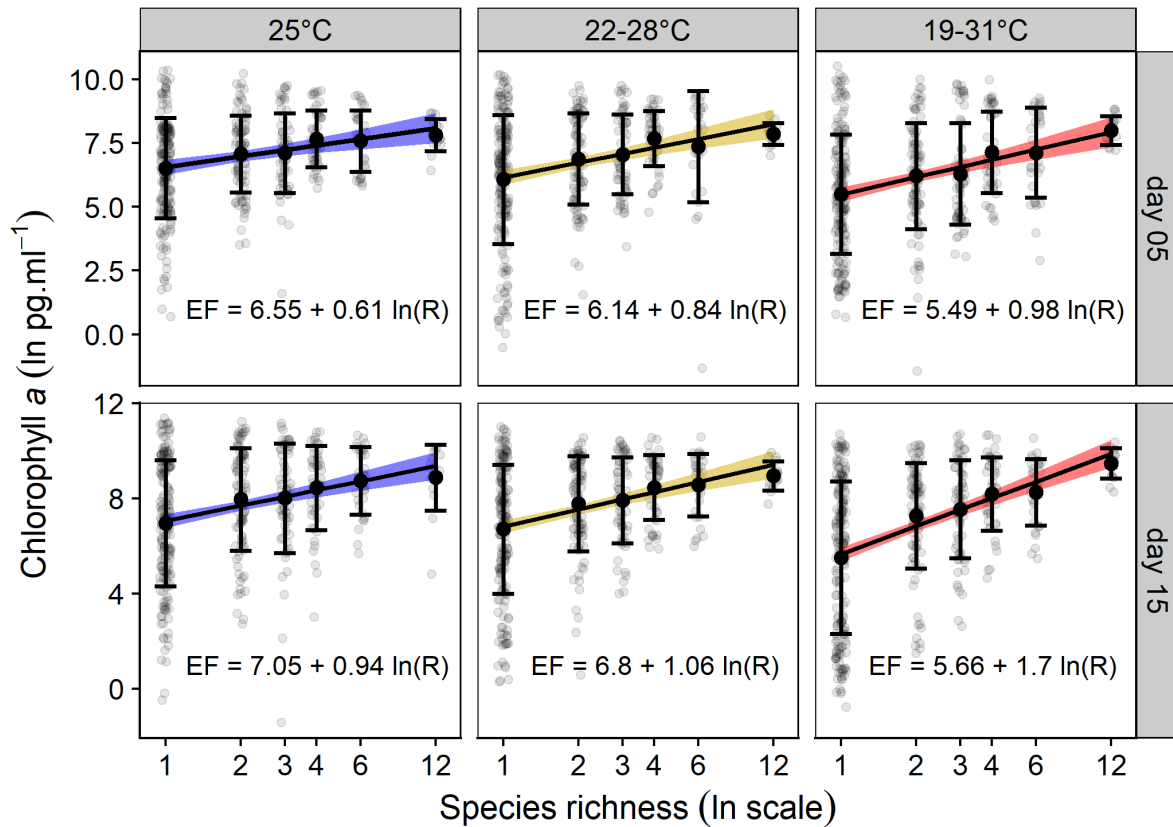 25°C
22-28°C
19-31°C
Chlorophyll a (ln pg.ml−1)
10.0
7.5
5.0
2.5
0.0
EF = 6.55 + 0.61 ln(R)
EF = 6.14 + 0.84 ln(R)
EF = 5.49 + 0.98 ln(R)
day 05
12
8
4
0
EF = 7.05 + 0.94 ln(R)
EF = 6.8 + 1.06 ln(R)
EF = 5.66 + 1.7 ln(R)
day 15
1 2 3 4 6 12
1 2 3 4 6 12
1 2 3 4 6 12
Species richness (ln scale)